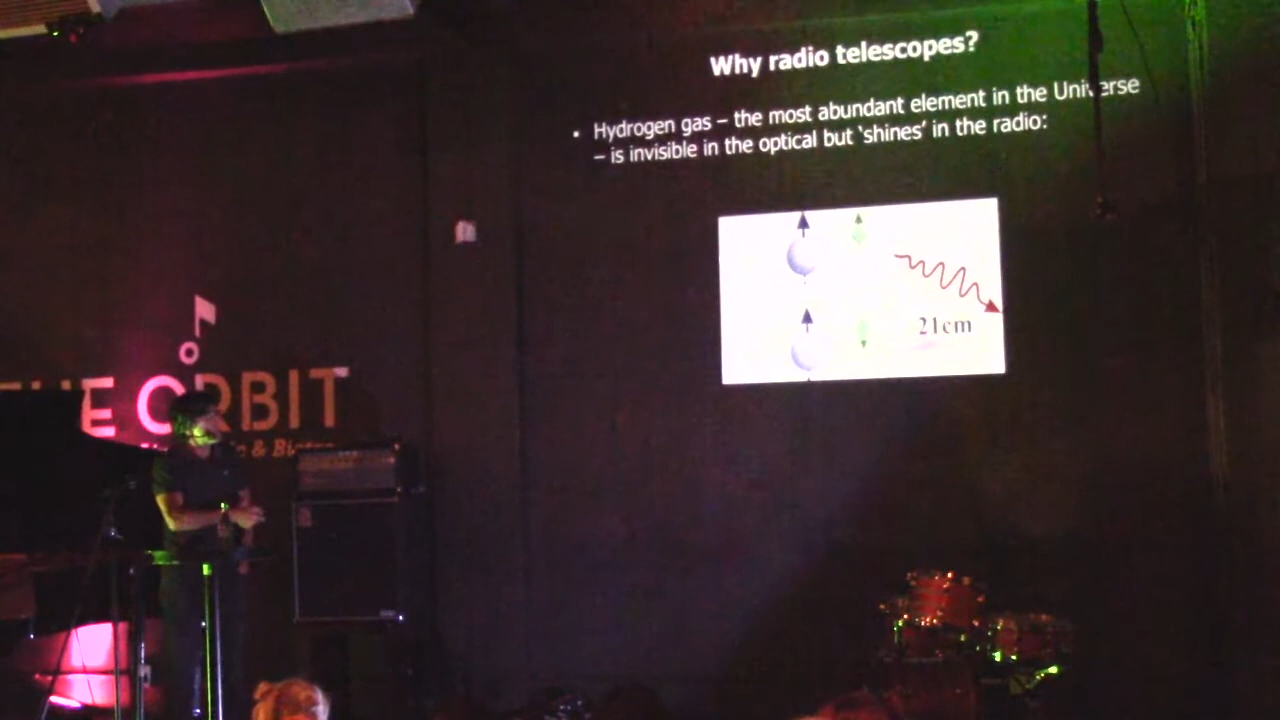 Why radio telescopes?
• Hydrogen gas – the most abundant element in the Universe
– is invisible in the optical but ‘shines’ in the radio:
21cm
THE ORBIT
& Bistro